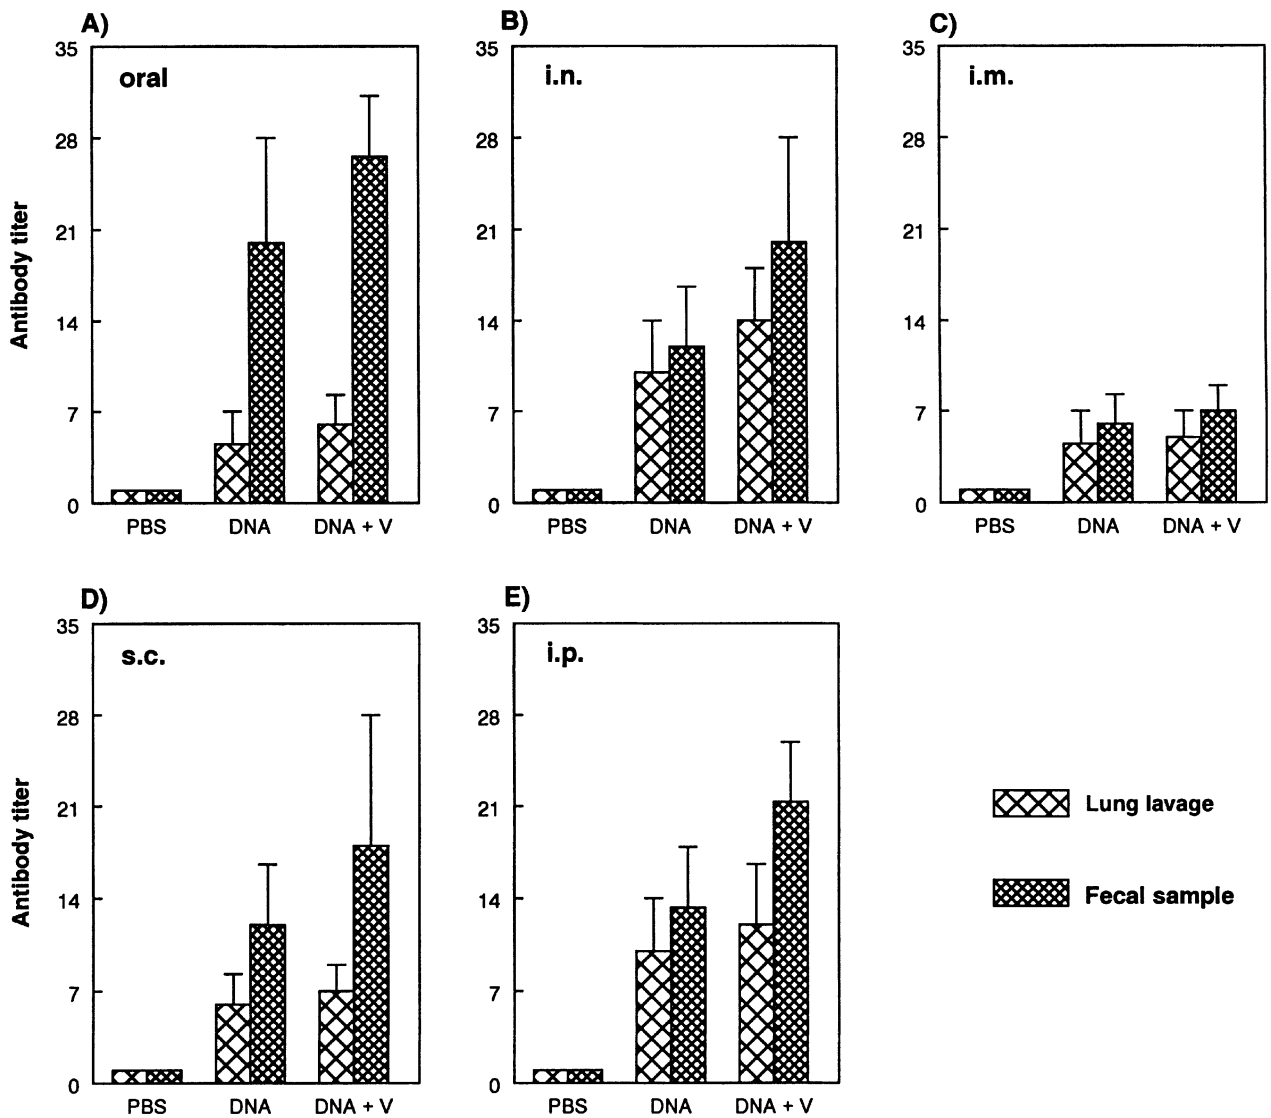 A)
35
oral
28
21
14
7
0
Antibody titer
PBS DNA DNA + V
B)
35
i.n.
28
21
14
7
0
PBS DNA DNA + V
C)
35
i.m.
28
21
14
7
0
PBS DNA DNA + V
D)
35
s.c.
28
21
14
7
0
Antibody titer
PBS DNA DNA + V
E)
35
i.p.
28
21
14
7
0
PBS DNA DNA + V
Lung lavage
Fecal sample